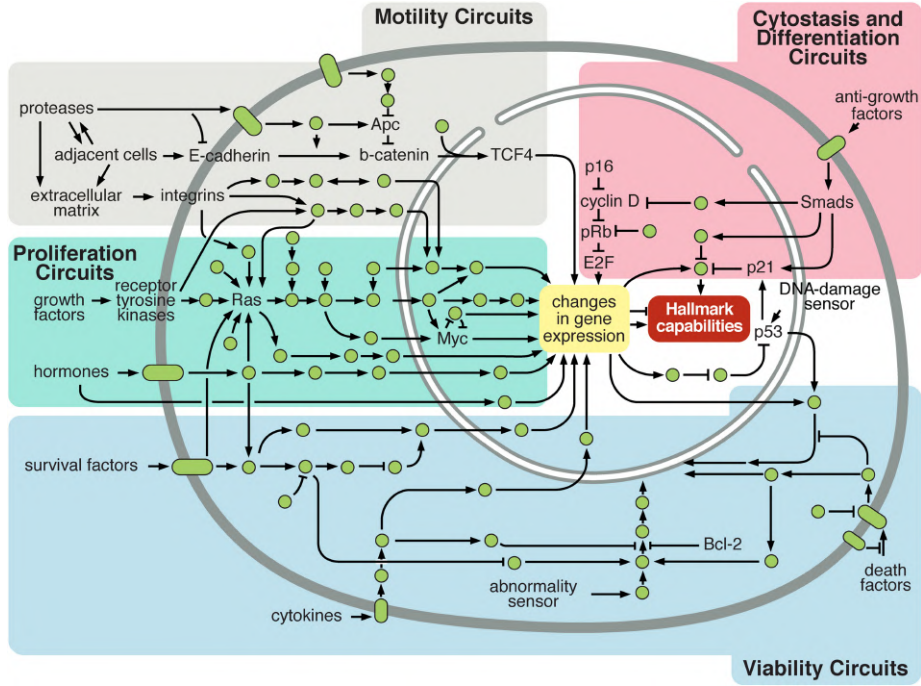 Motility Circuits
Cytostasis and
Differentiation
Circuits
proteases
Apc
anti-growth
factors
adjacent cells
E-cadherin
b-catenin
TCF4
p16
extracellular
matrix
integrins
cyclin D
Smads
pRb
Proliferation
Circuits
E2F
p21
growth
factors
receptor
tyrosine
kinases
Ras
changes
in gene
expression
Hallmark
capabilities
DNA-damage
sensor
Myc
p53
hormones
survival factors
Bcl-2
abnormality
sensor
death
factors
cytokines
Viability Circuits